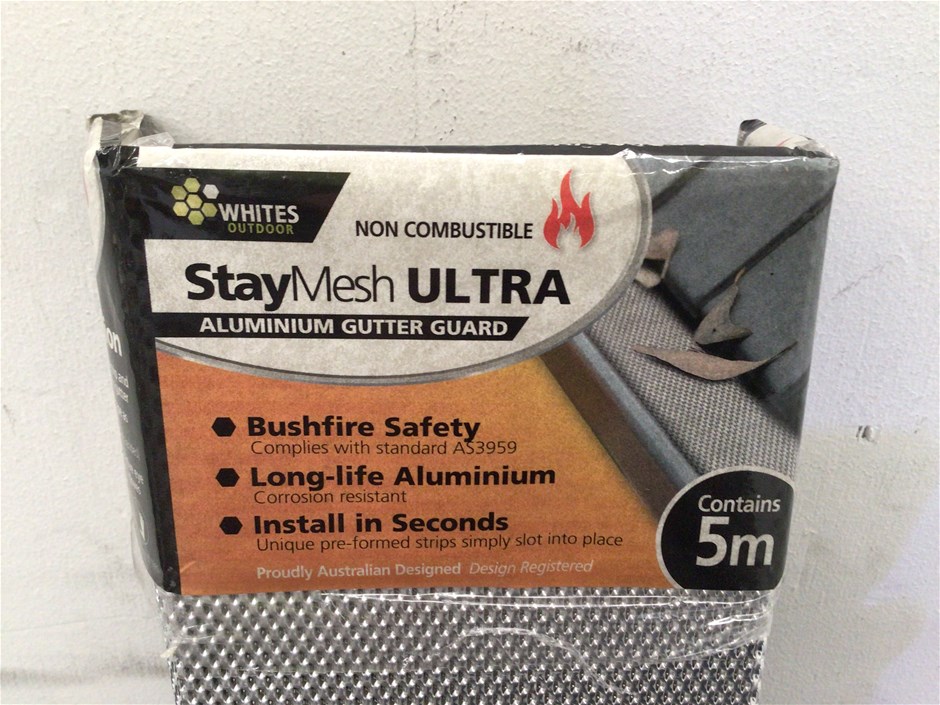 WHITES
OUTDOOR
NON COMBUSTIBLE
StayMesh ULTRA
ALUMINIUM GUTTER GUARD
Bushfire Safety
Complies with standard AS3959
Long-life Aluminium
Corrosion resistant
Install in Seconds
Unique pre-formed strips simply slot into place
Proudly Australian Designed Design Registered
Contains
5m
on